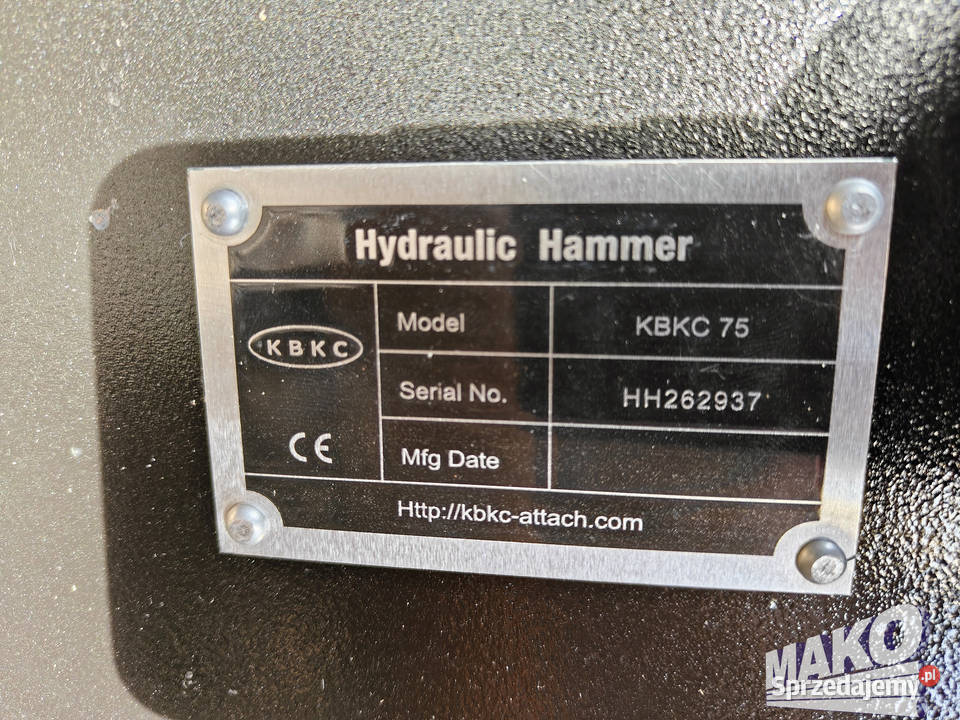 Hydraulic Hammer
KBKC
Model KBKC 75
Serial No. HH262937
CE
Mfg Date
Http://kbkc-attach.com
MAKO
Sprzedajemy.pl